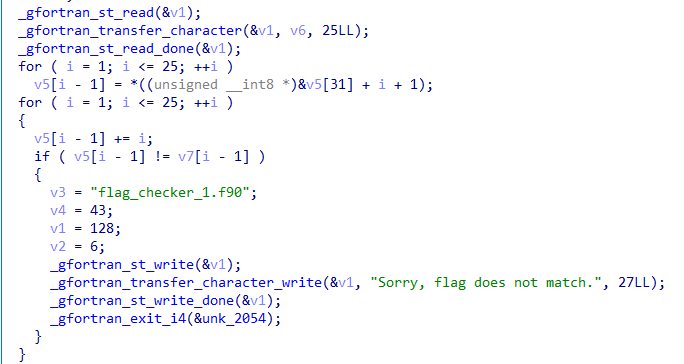 _gfortran_st_read(&v1);
_gfortran_transfer_character(&v1, v6, 25LL);
_gfortran_st_read_done(&v1);
for ( i = 1; i <= 25; ++i )
v5[i - 1] = *((unsigned __int8 *)&v5[31] + i + 1);
for ( i = 1; i <= 25; ++i )
{
v5[i - 1] += i;
if ( v5[i - 1] != v7[i - 1] )
{
v3 = "flag_checker_1.f90";
v4 = 43;
v1 = 128;
v2 = 6;
_gfortran_st_write(&v1);
_gfortran_transfer_character_write(&v1, "Sorry, flag does not match.", 27LL);
_gfortran_st_write_done(&v1);
_gfortran_exit_i4(&unk_2054);
}
}